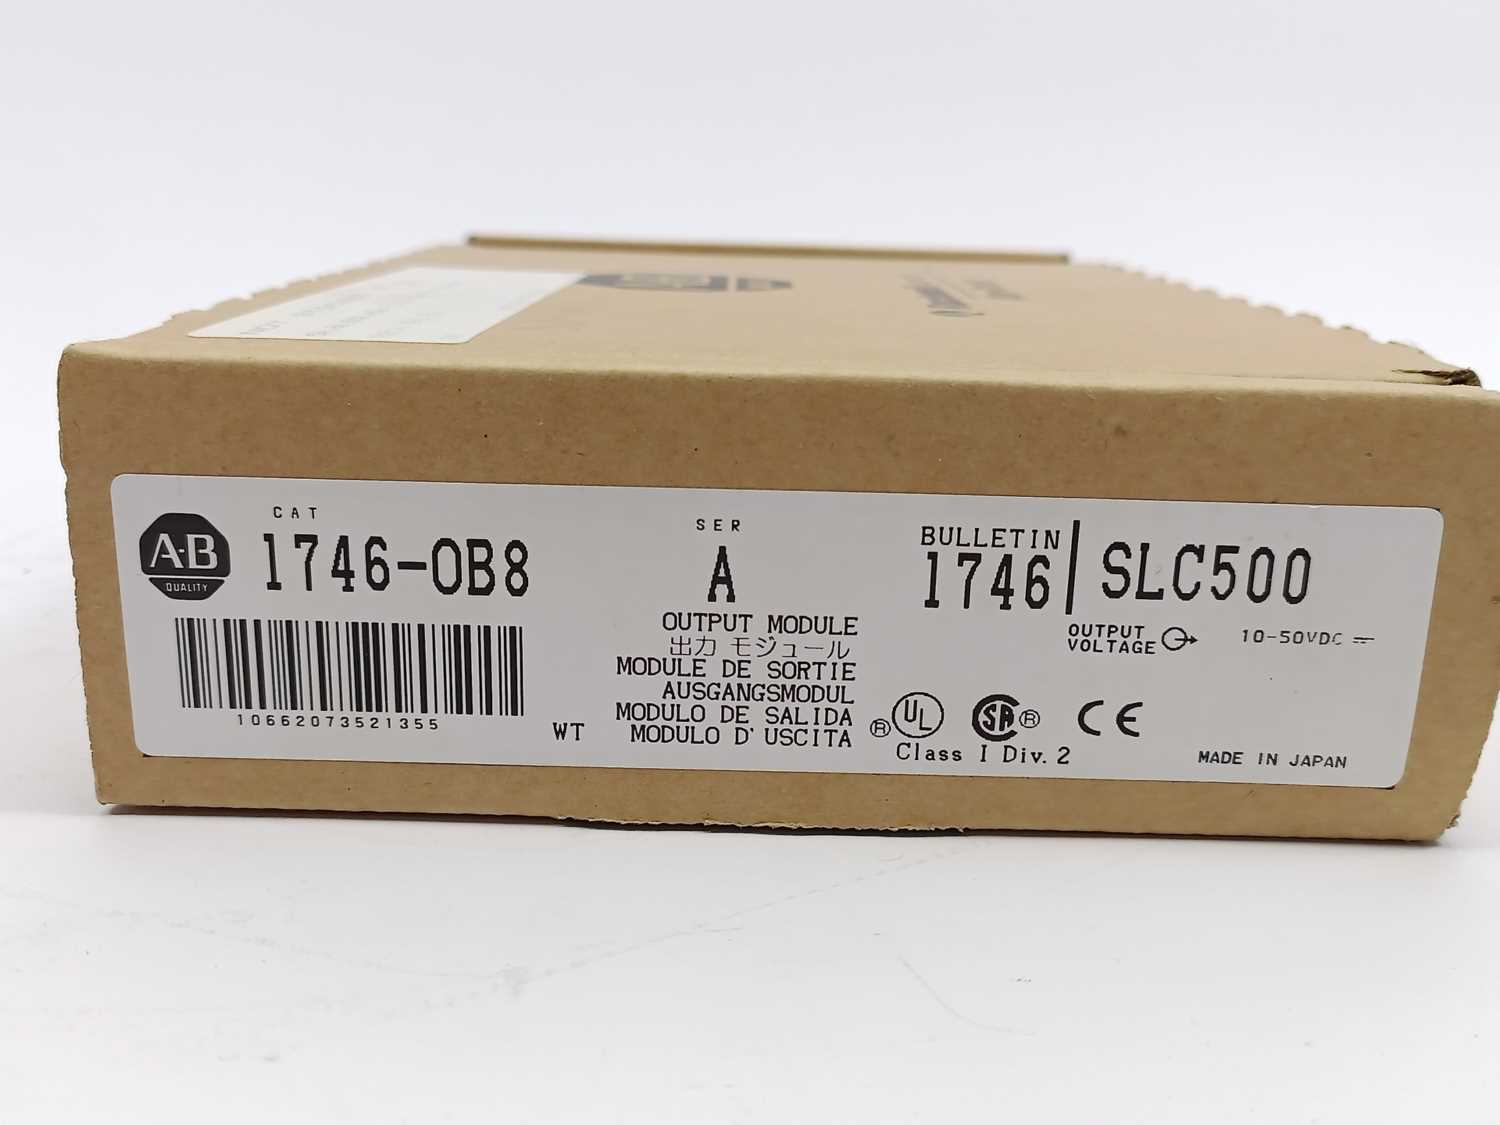 CAT
1746-OB8
A-B
QUALITY
10662073521355
WT
SER
A
OUTPUT MODULE
出力 モジュール
MODULE DE SORTIE
AUSGANGSMODUL
MODULO DE SALIDA
MODULO D'USCITA
BULLETIN
1746
SLC500
OUTPUT
VOLTAGE
10-50VDC
® UL SA ® CE
Class I Div. 2
MADE IN JAPAN